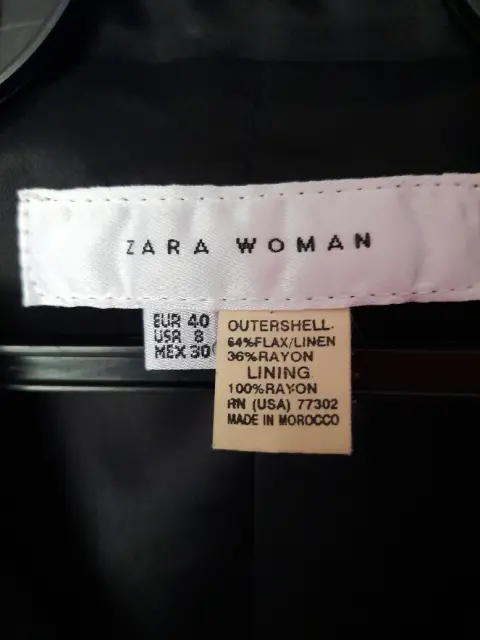 ZARA WOMAN
EUR 40
USA 8
MEX 30
OUTERSHELL.
64%FLAX/LINEN
36%RAYON
LINING
100%RAYON
RN (USA) 77302
MADE IN MOROCCO